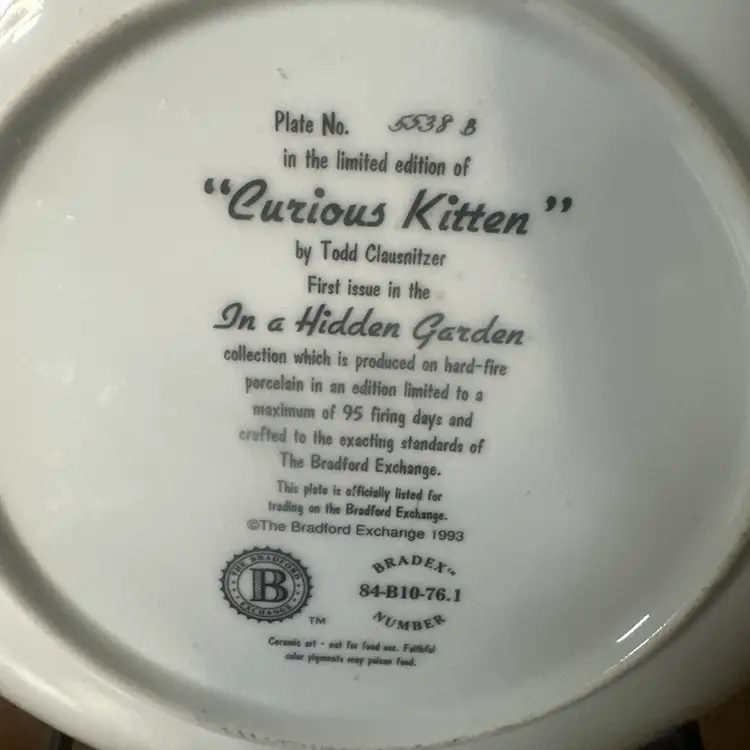 Plate No. 5538 B
in the limited edition of
"Curious Kitten"
by Todd Clausnitzer
First issue in the
In a Hidden Garden
collection which is produced on hard-fire
porcelain in an edition limited to a
maximum of 95 firing days and
crafted to the exacting standards of
The Bradford Exchange.
This plate is officially listed for
trading on the Bradford Exchange.
©The Bradford Exchange 1993
THE BRADFORD
B
EXCHANGE
TM
BRADEX™
84-B10-76.1
NUMBER
Ceramic art - not for food use. Faithful
color pigments may poison food.